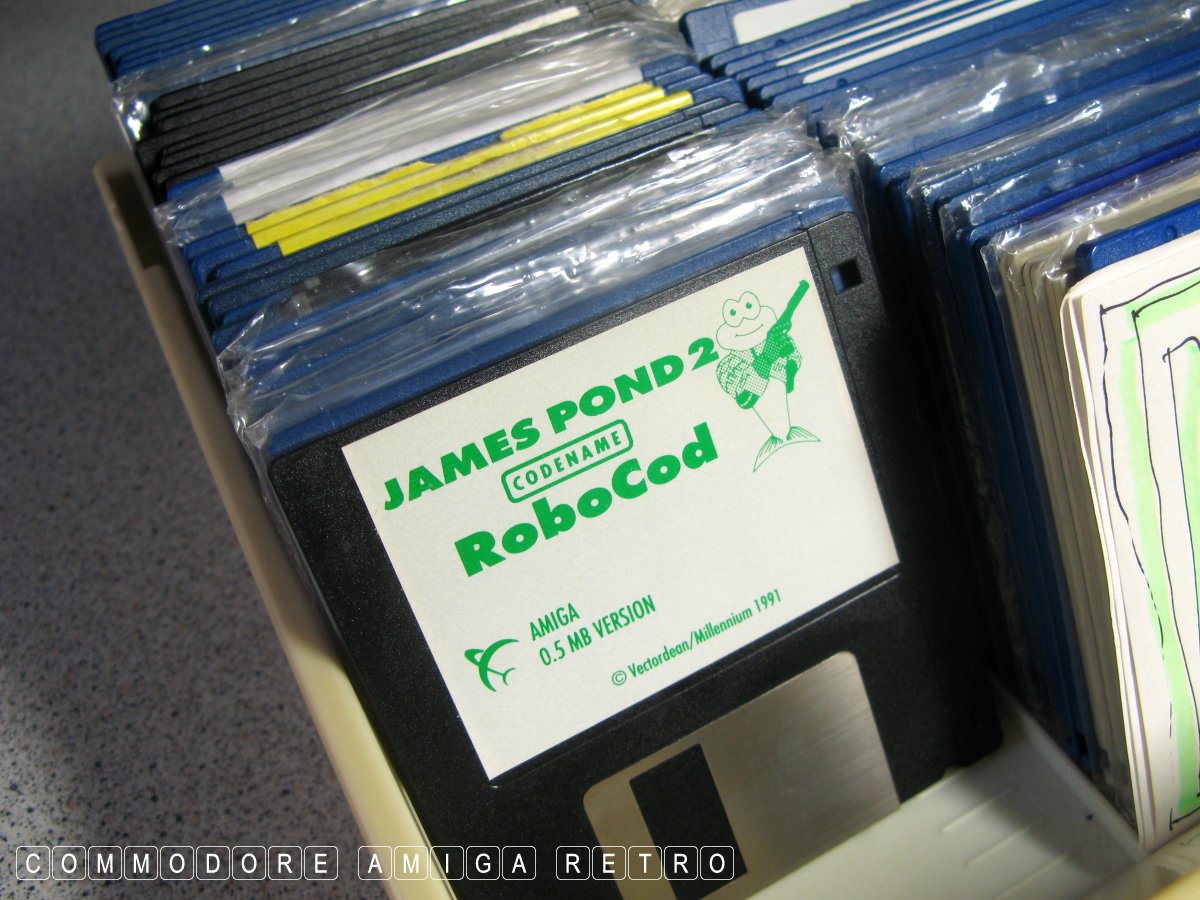 JAMES POND 2
CODENAME
RoboCod
AMIGA
0.5 MB VERSION
© Vectordean/Millennium 1991
COMMODORE AMIGA RETRO